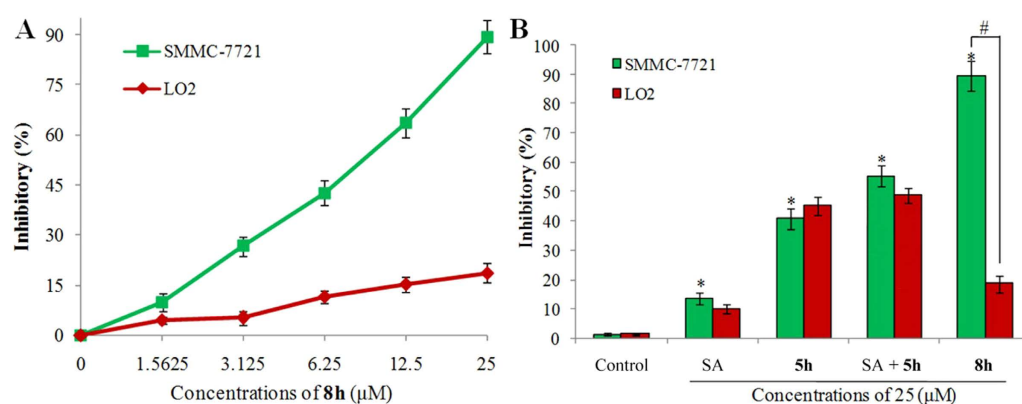 A
Inhibitory (%)
90
75
60
45
30
15
0
SMMC-7721
LO2
0 1.5625 3.125 6.25 12.5 25
Concentrations of 8h (μM)
B
Inhibitory (%)
100
90
80
70
60
50
40
30
20
10
0
SMMC-7721
LO2
#
*
*
*
*
Control SA 5h SA + 5h 8h
Concentrations of 25 (μM)